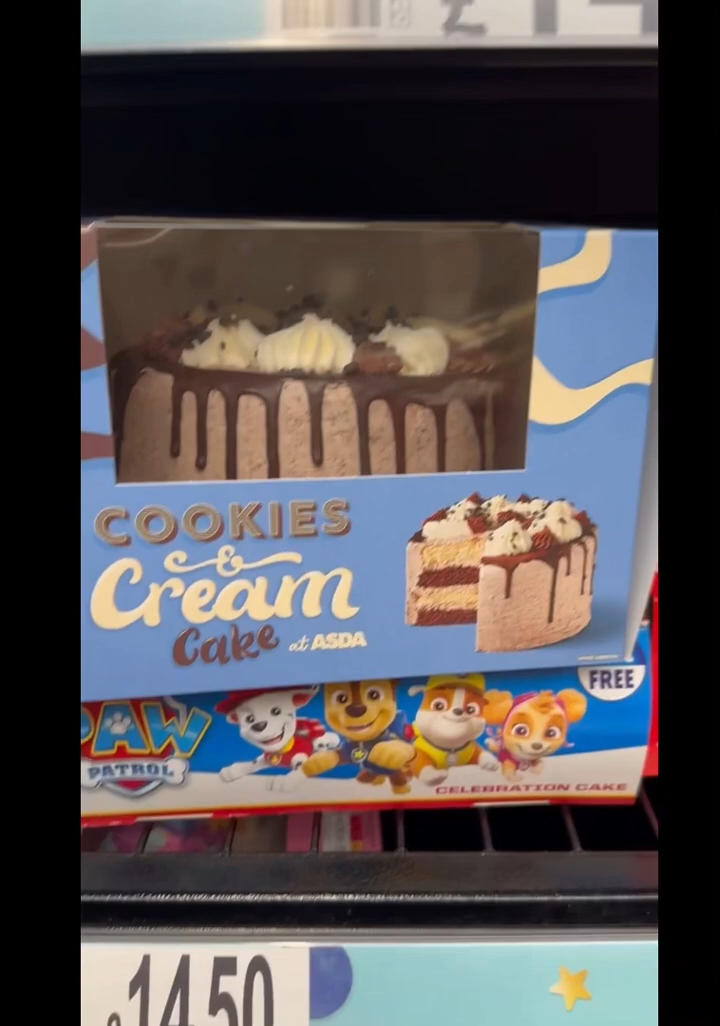 COOKIES
& Cream
Cake at ASDA
FREE
PAW
PATROL
CELEBRATION CAKE
14.50